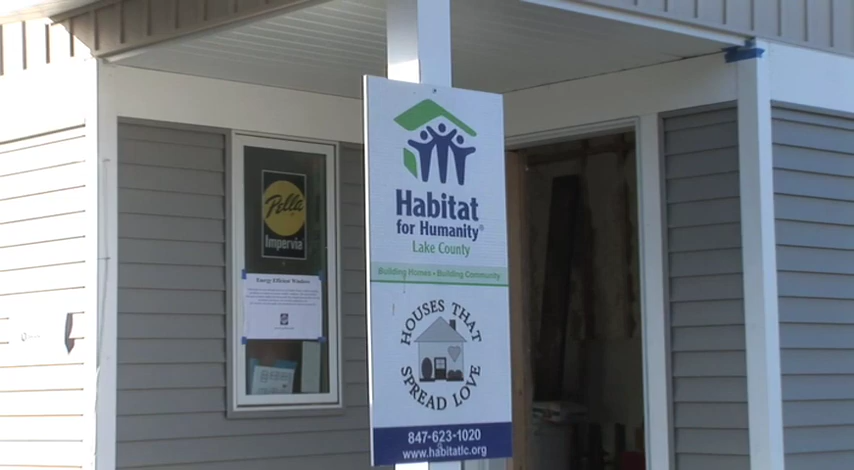 Pella
Impervia
Energy Efficient Windows
Habitat
for Humanity®
Lake County
Building Homes • Building Community
HOUSES THAT
SPREAD LOVE
847-623-1020
www.habitatlc.org